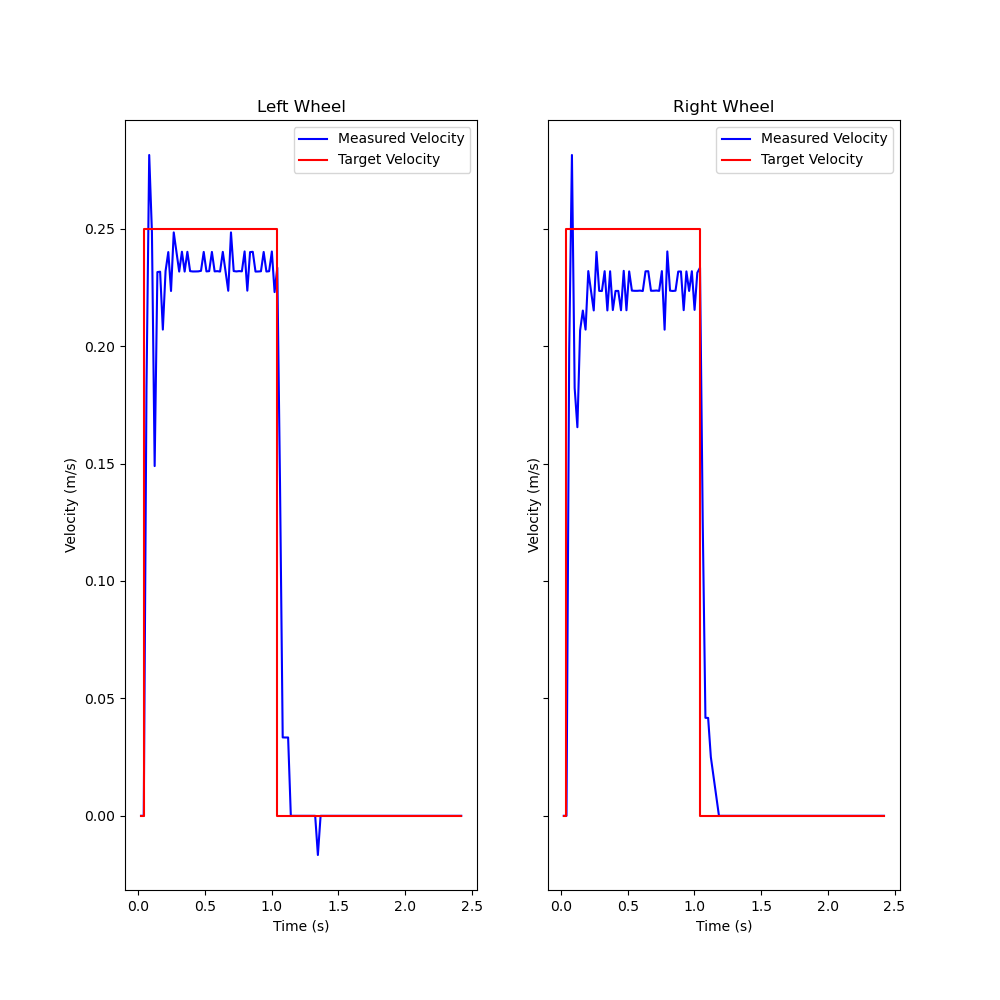 Left Wheel
Measured Velocity
Target Velocity
Velocity (m/s)
0.25
0.20
0.15
0.10
0.05
0.00
0.0 0.5 1.0 1.5 2.0 2.5
Time (s)
Right Wheel
Measured Velocity
Target Velocity
Velocity (m/s)
0.0 0.5 1.0 1.5 2.0 2.5
Time (s)